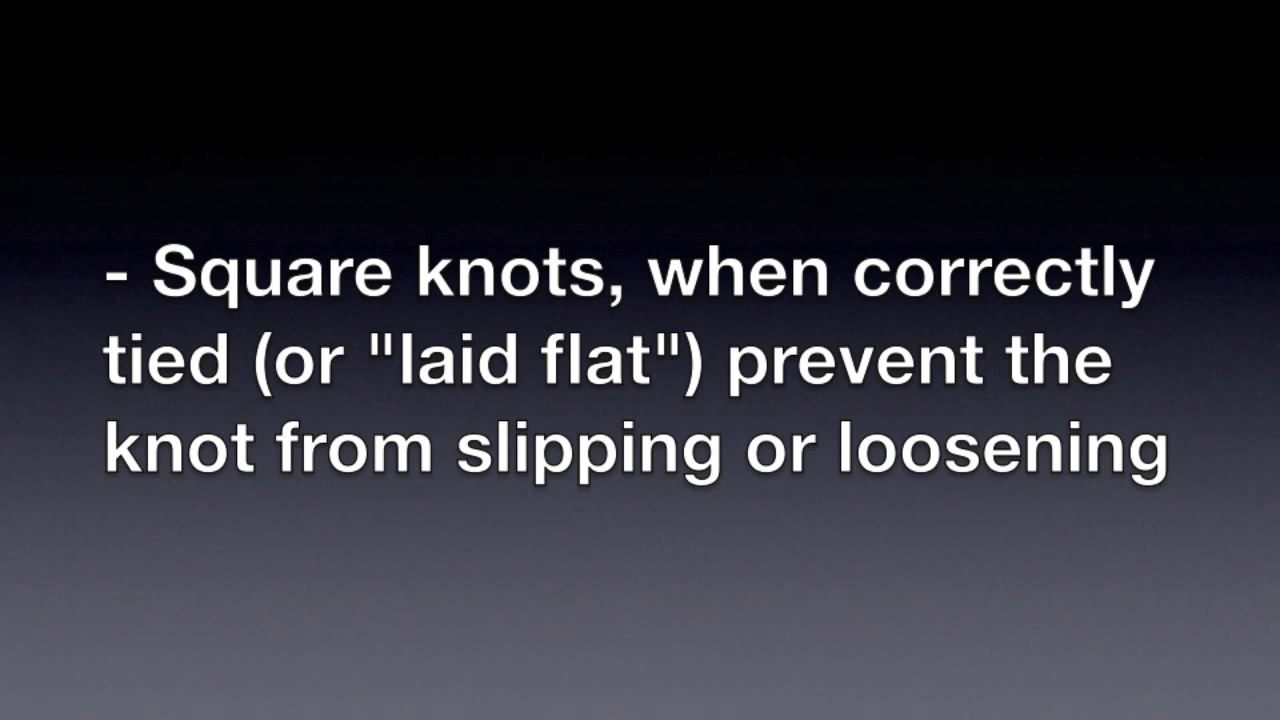 - Square knots, when correctly
tied (or "laid flat") prevent the
knot from slipping or loosening